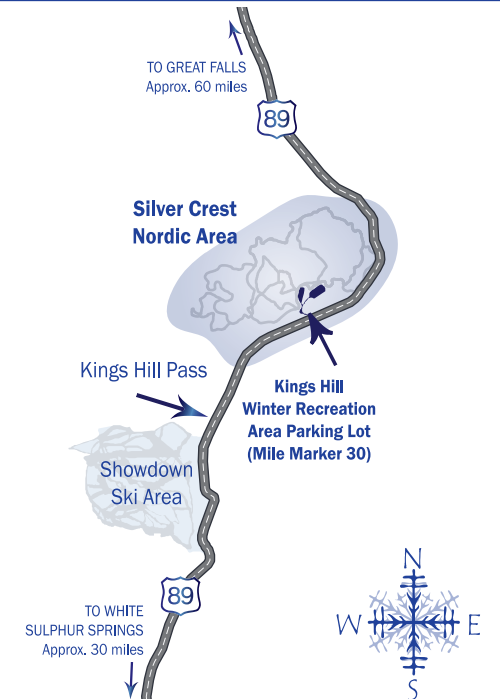 TO GREAT FALLS
Approx. 60 miles
89
Silver Crest
Nordic Area
Kings Hill Pass
Kings Hill
Winter Recreation
Area Parking Lot
(Mile Marker 30)
Showdown
Ski Area
89
TO WHITE
SULPHUR SPRINGS
Approx. 30 miles
N
W E
S